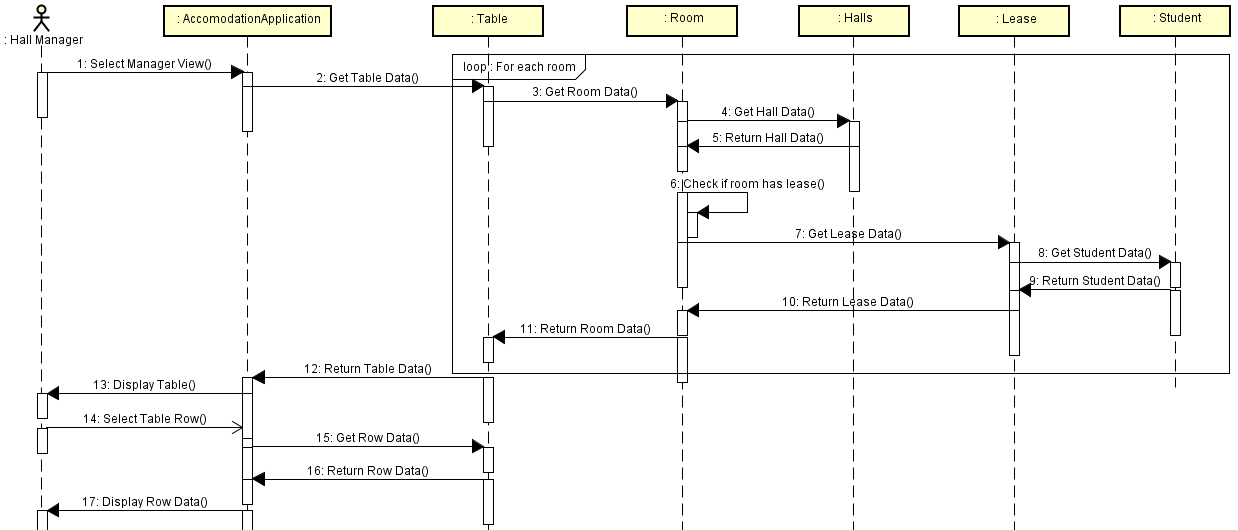 : Hall Manager
: AccomodationApplication
: Table
: Room
: Halls
: Lease
: Student
loop : For each room
1: Select Manager View()
2: Get Table Data()
3: Get Room Data()
4: Get Hall Data()
5: Return Hall Data()
6: Check if room has lease()
7: Get Lease Data()
8: Get Student Data()
9: Return Student Data()
10: Return Lease Data()
11: Return Room Data()
12: Return Table Data()
13: Display Table()
14: Select Table Row()
15: Get Row Data()
16: Return Row Data()
17: Display Row Data()